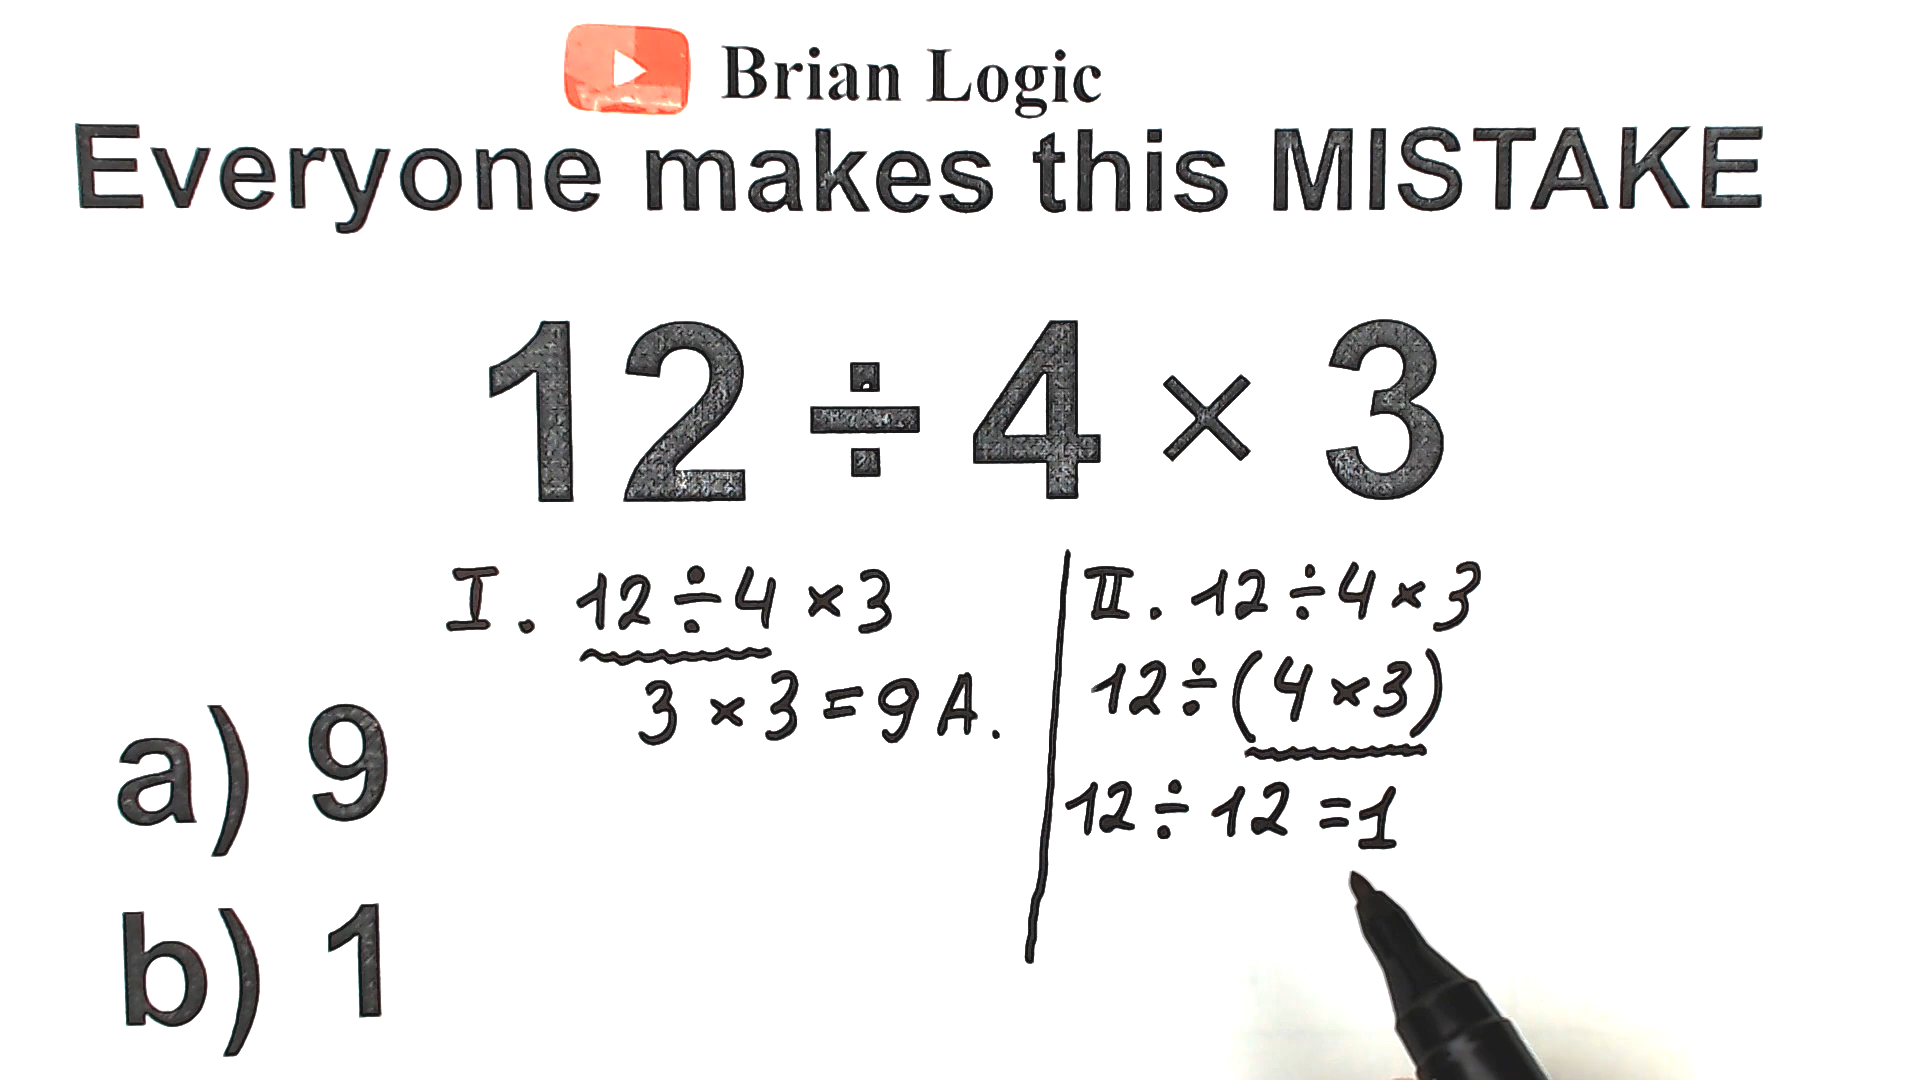 Brian Logic
Everyone makes this MISTAKE
12 ÷ 4 × 3
I. 12 ÷ 4 × 3
3 × 3 = 9 A.
II. 12 ÷ 4 × 3
12 ÷ (4 × 3)
12 ÷ 12 = 1
a) 9
b) 1